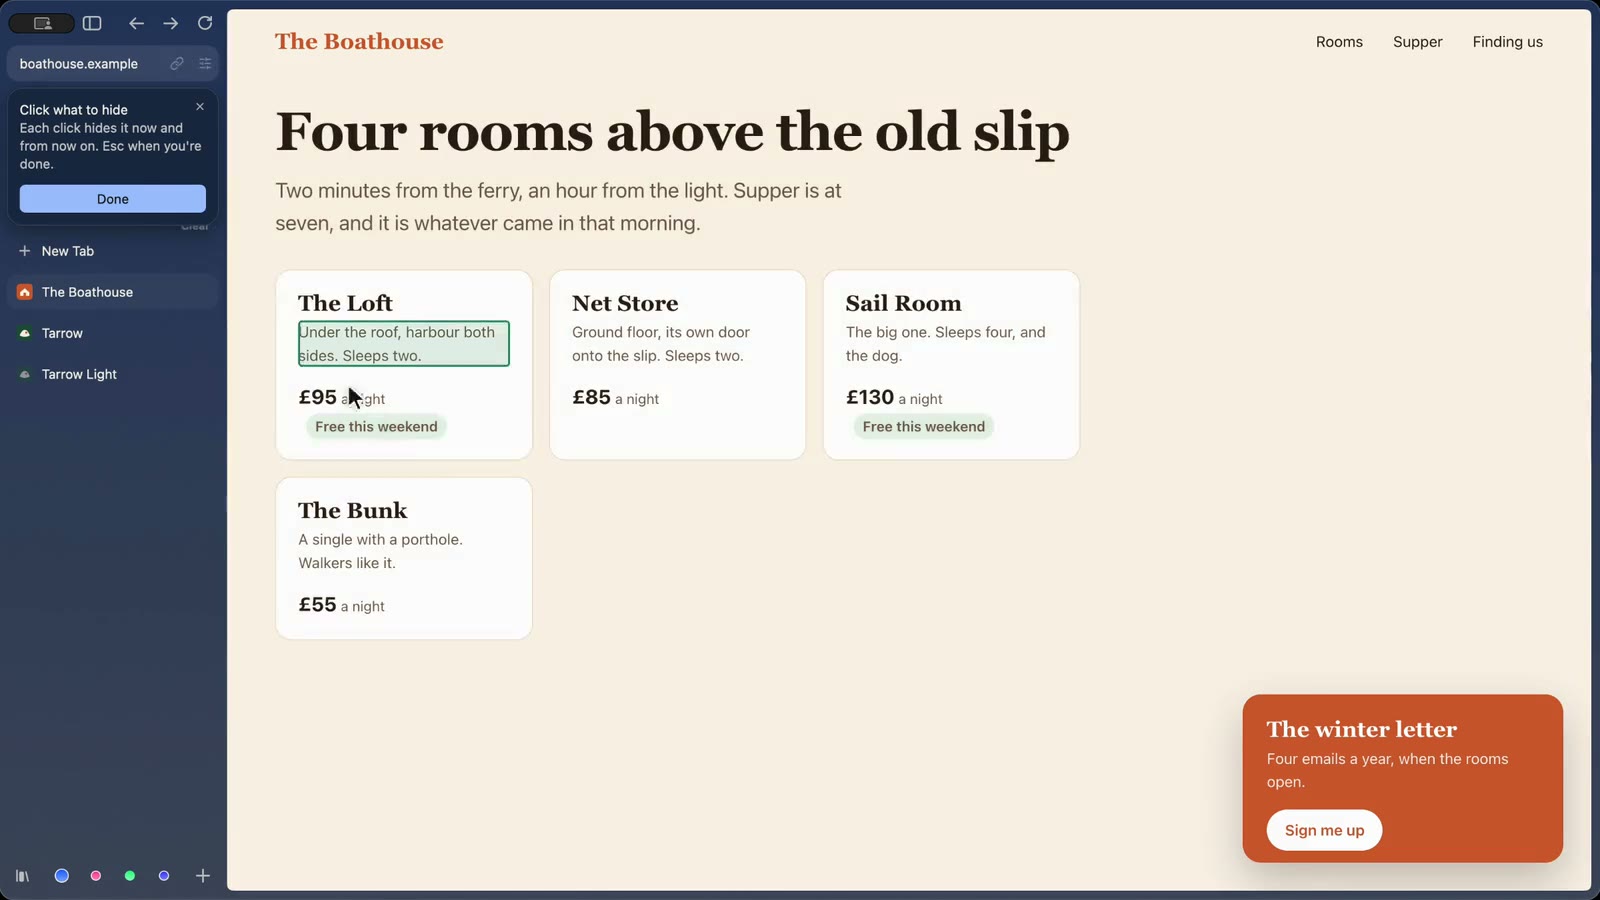 boathouse.example
Click what to hide
Each click hides it now and
from now on. Esc when you're
done.
Done
Clear
New Tab
The Boathouse
Tarrow
Tarrow Light
The Boathouse
Rooms
Supper
Finding us
Four rooms above the old slip
Two minutes from the ferry, an hour from the light. Supper is at
seven, and it is whatever came in that morning.
The Loft
Under the roof, harbour both
sides. Sleeps two.
£95 a night
Free this weekend
Net Store
Ground floor, its own door
onto the slip. Sleeps two.
£85 a night
Sail Room
The big one. Sleeps four, and
the dog.
£130 a night
Free this weekend
The Bunk
A single with a porthole.
Walkers like it.
£55 a night
The winter letter
Four emails a year, when the rooms
open.
Sign me up